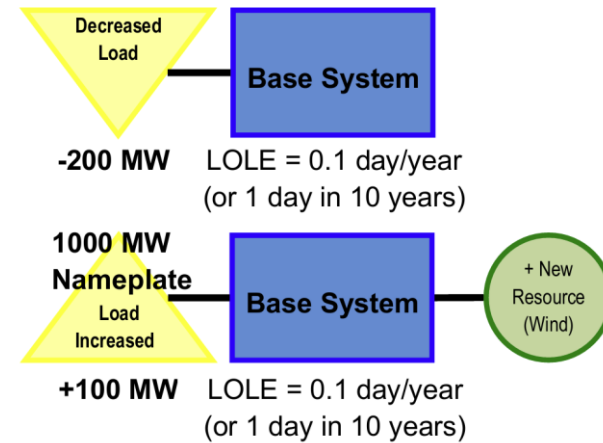 Decreased
Load
Base System
-200 MW
LOLE = 0.1 day/year
(or 1 day in 10 years)
1000 MW
Nameplate
Load
Increased
Base System
+ New
Resource
(Wind)
+100 MW
LOLE = 0.1 day/year
(or 1 day in 10 years)